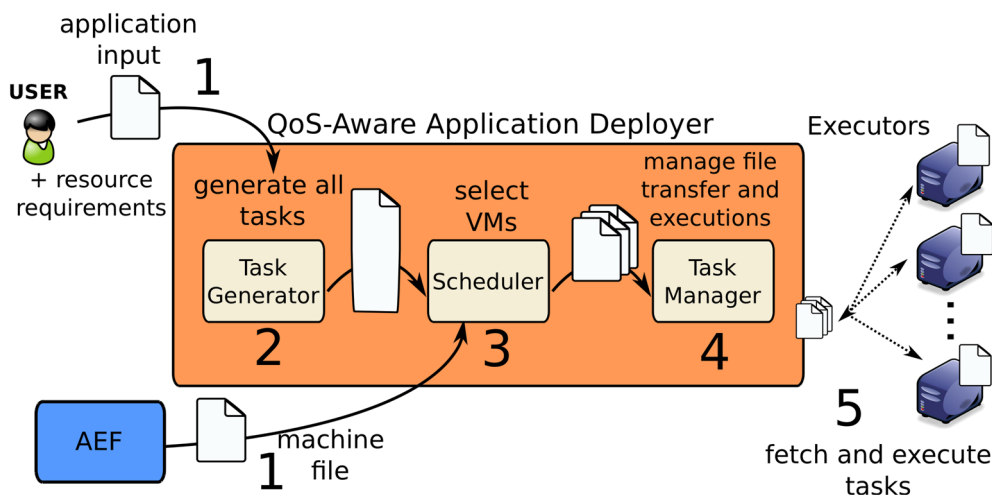 application
input
1
USER
+ resource
requirements
QoS-Aware Application Deployer
Executors
generate all
tasks
select
VMs
manage file
transfer and
executions
Task
Generator
Scheduler
Task
Manager
2
3
4
AEF
1
machine
file
5
fetch and execute
tasks